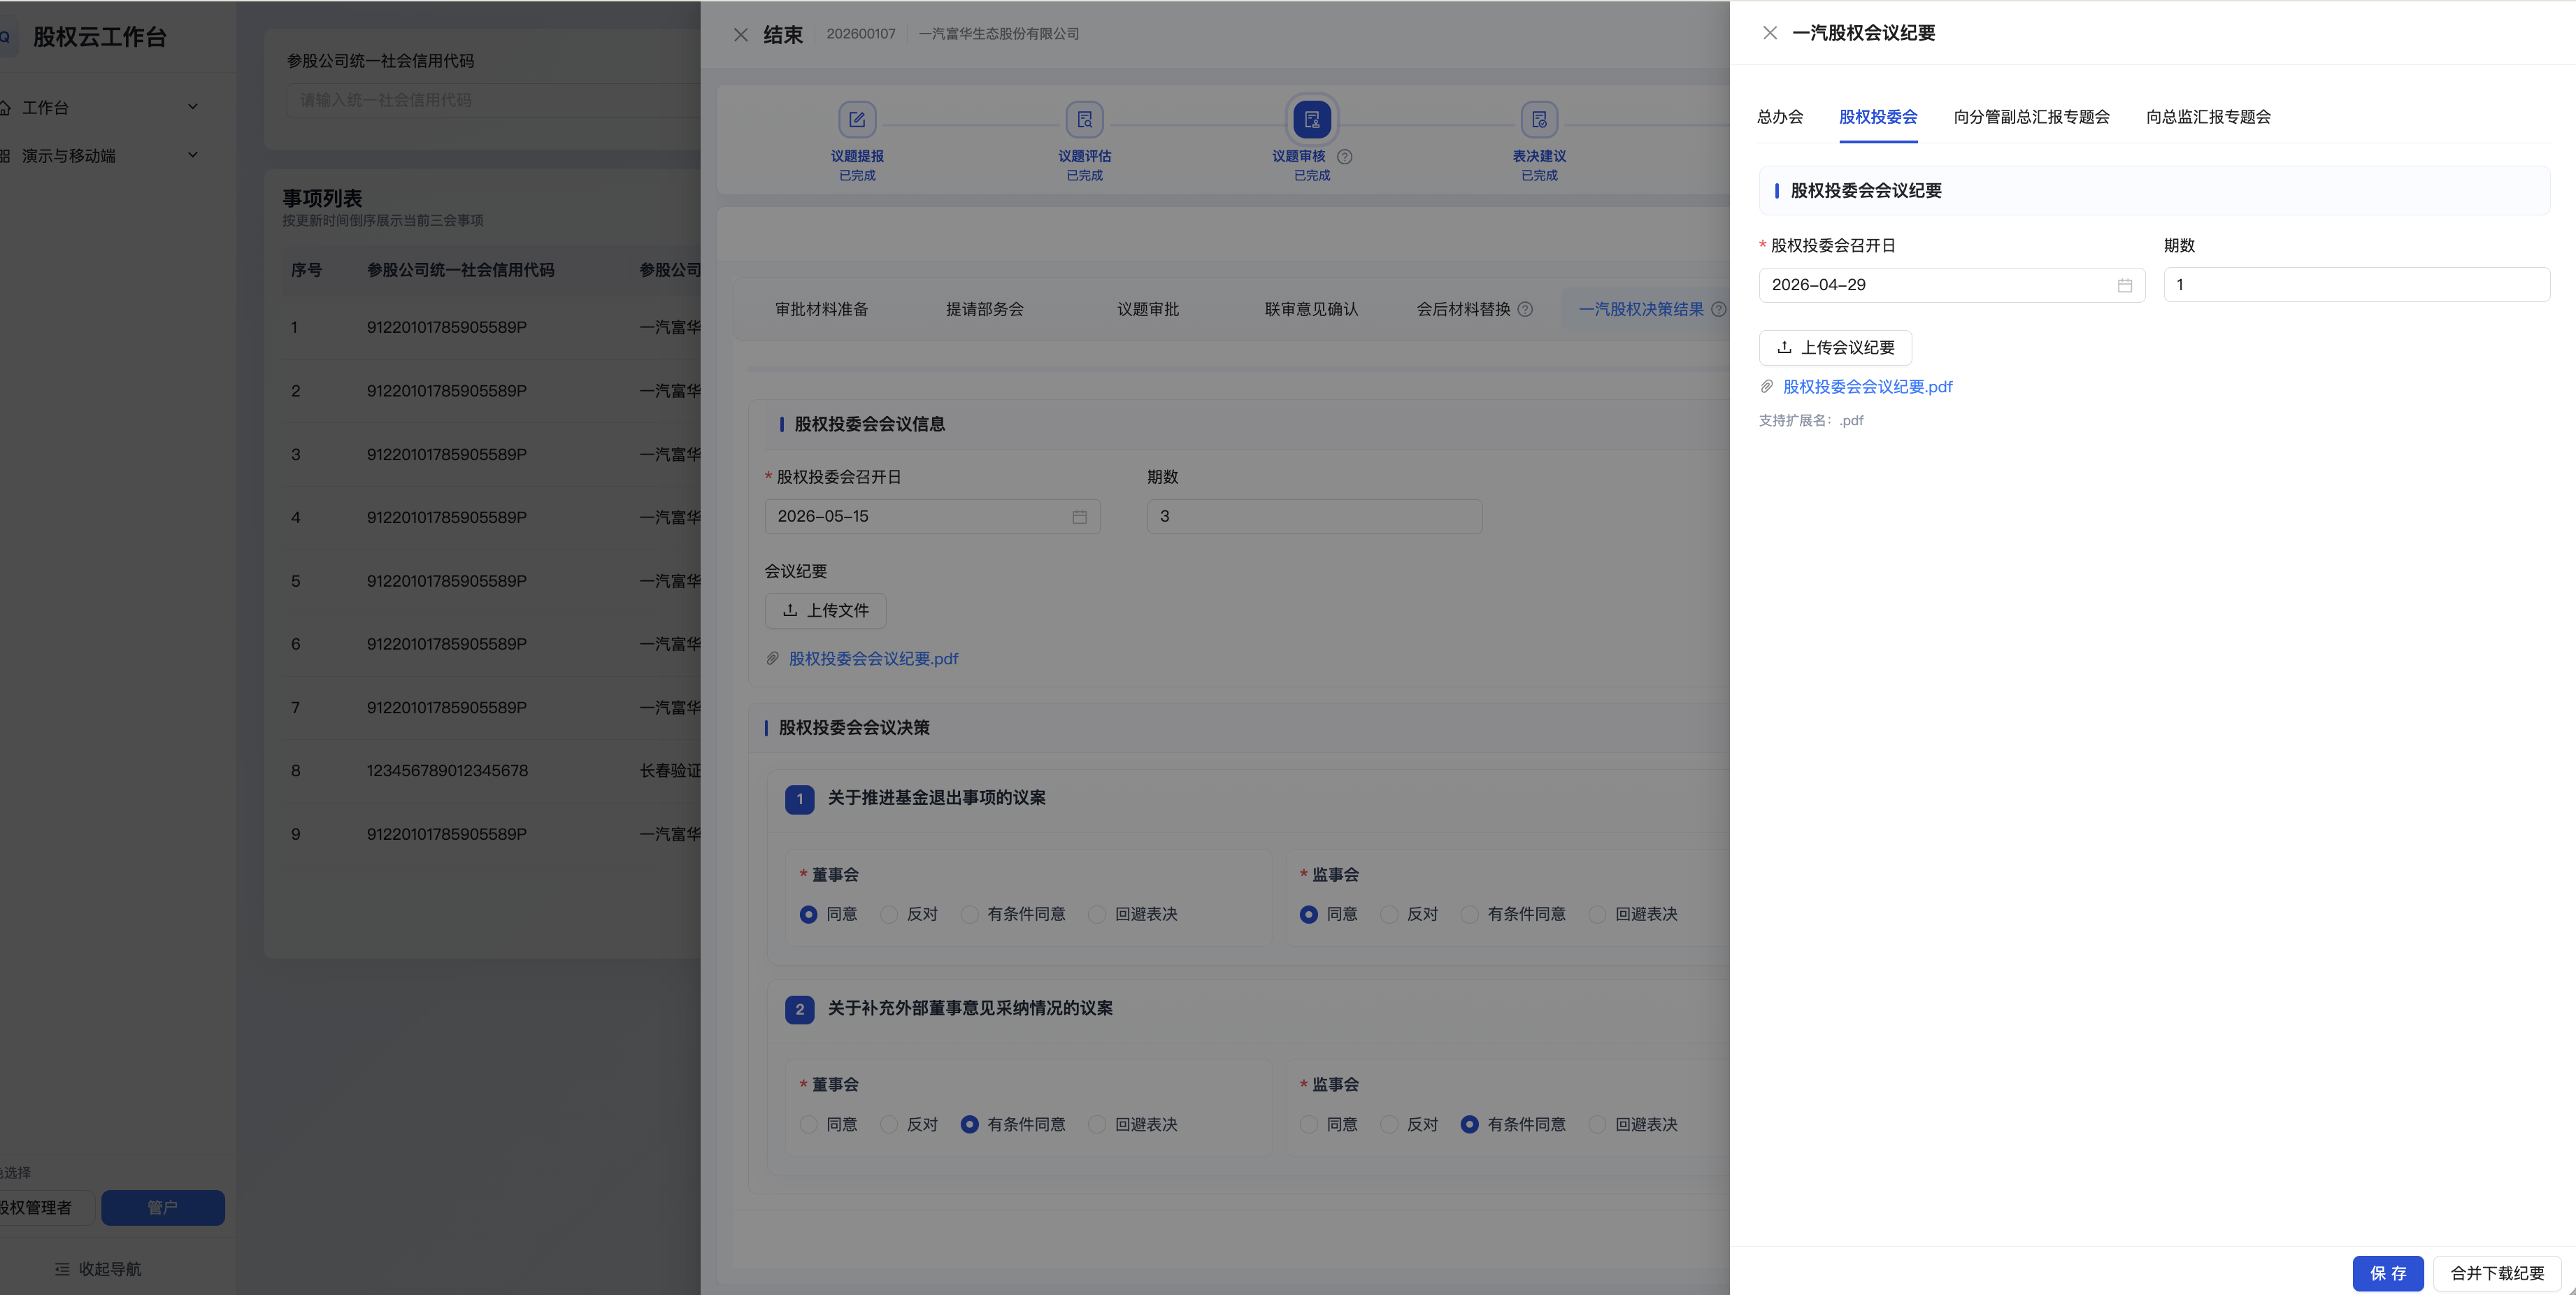 股权云工作台
工作台
演示与移动端
参股公司统一社会信用代码
请输入统一社会信用代码
事项列表
按更新时间倒序展示当前三会事项
序号 参股公司统一社会信用代码 参股公司
1 91220101785905589P 一汽富华
2 91220101785905589P 一汽富华
3 91220101785905589P 一汽富华
4 91220101785905589P 一汽富华
5 91220101785905589P 一汽富华
6 91220101785905589P 一汽富华
7 91220101785905589P 一汽富华
8 123456789012345678 长春验证
9 91220101785905589P 一汽富华
选择
股权管理者 管户
收起导航
结束 202600107 一汽富华生态股份有限公司
议题提报 议题评估 议题审核 ? 表决建议
已完成 已完成 已完成 已完成
审批材料准备 提请部务会 议题审批 联审意见确认 会后材料替换 ? 一汽股权决策结果 ?
股权投委会会议信息
* 股权投委会召开日 期数
2026-05-15 3
会议纪要
上传文件
股权投委会会议纪要.pdf
股权投委会会议决策
1 关于推进基金退出事项的议案
* 董事会 * 监事会
同意 反对 有条件同意 回避表决 同意 反对 有条件同意 回避表决
2 关于补充外部董事意见采纳情况的议案
* 董事会 * 监事会
同意 反对 有条件同意 回避表决 同意 反对 有条件同意 回避表决
一汽股权会议纪要
总办会 股权投委会 向分管副总汇报专题会 向总监汇报专题会
股权投委会会议纪要
* 股权投委会召开日 期数
2026-04-29 1
上传会议纪要
股权投委会会议纪要.pdf
支持扩展名：.pdf
保 存 合并下载纪要